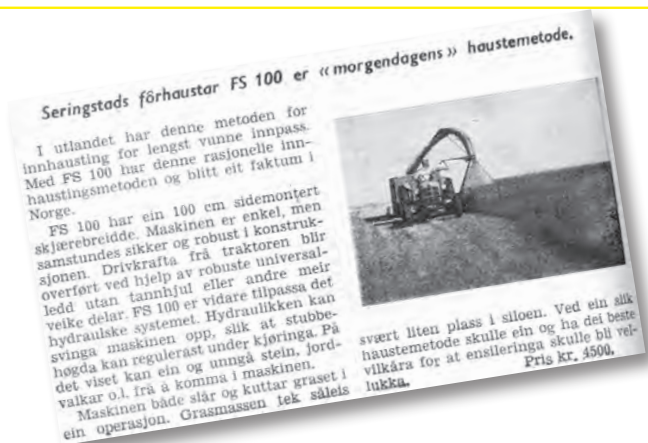 Seringstads fôrhaustar FS 100 er «morgendagens» haustemetode.
I utlandet har denne metoden for
innhausting for lengst vunne innpass.
Med FS 100 har denne rasjonelle inn-
haustingsmetoden og blitt eit faktum i
Norge.
FS 100 har ein 100 cm sidemontert
skjærebreidde. Maskinen er enkel, men
samstundes sikker og robust i konstruk-
sjonen. Drivkrafta frå traktoren blir
overført ved hjelp av robuste universal-
ledd utan tannhjul eller andre meir
veike delar. FS 100 er vidare tilpassa det
hydraulske systemet. Hydraulikken kan
svinga maskinen opp, slik at stubbe-
høgda kan regulerast under kjøringa. På
det viset kan ein og unngå stein, jord-
valkar o.l. frå å komma i maskinen.
Maskinen både slår og kuttar graset i
ein operasjon. Grasmassen tek såleis
svært liten plass i siloen. Ved ein slik
haustemetode skulle ein og ha dei beste
vilkåra for at ensileringa skulle bli vel-
lukka.
Pris kr. 4500.